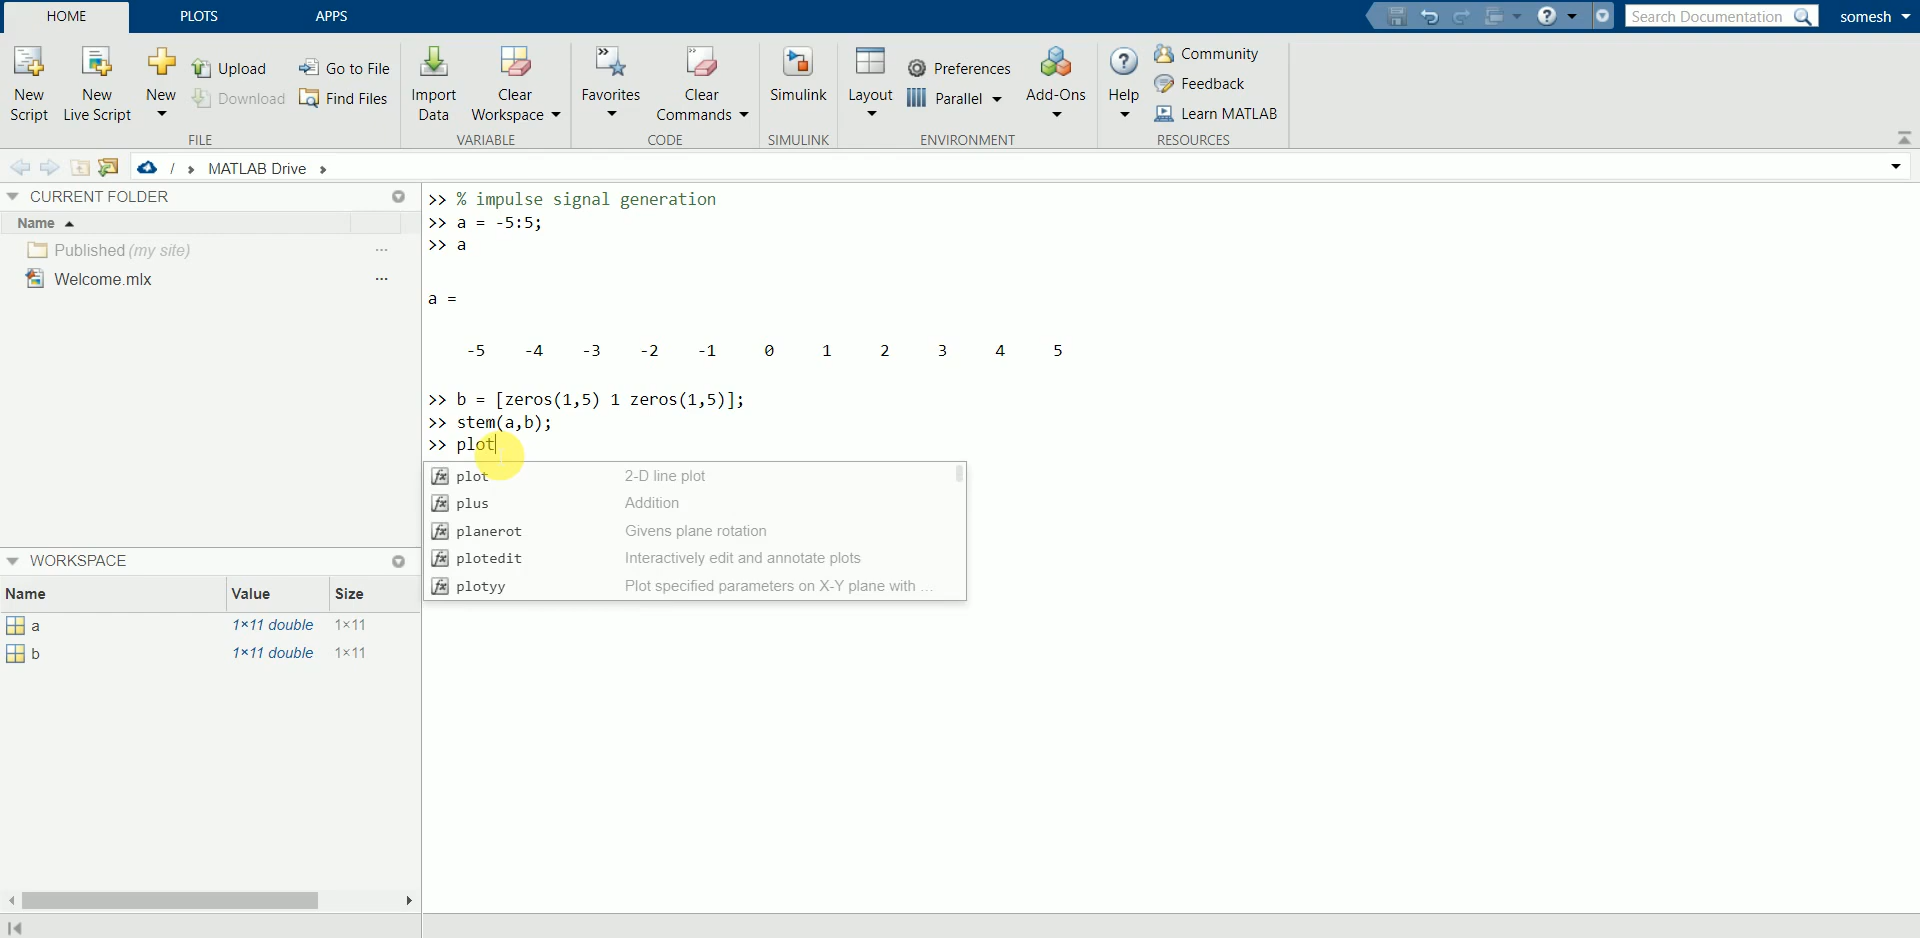 HOME PLOTS APPS Search Documentation somesh
New Script
New Live Script
New
Upload
Download
Go to File
Find Files
FILE
Import Data
Clear Workspace
VARIABLE
Favorites
Clear Commands
CODE
Simulink
SIMULINK
Layout
Preferences
Parallel
Add-Ons
ENVIRONMENT
Help
Community
Feedback
Learn MATLAB
RESOURCES
/ MATLAB Drive
CURRENT FOLDER
Name
Published (my site) ...
Welcome.mlx ...
WORKSPACE
Name Value Size
a 1×11 double 1×11
b 1×11 double 1×11
>> % impulse signal generation
>> a = -5:5;
>> a
a =
-5 -4 -3 -2 -1 0 1 2 3 4 5
>> b = [zeros(1,5) 1 zeros(1,5)];
>> stem(a,b);
>> plot
fx plot 2-D line plot
fx plus Addition
fx planerot Givens plane rotation
fx plotedit Interactively edit and annotate plots
fx plotyy Plot specified parameters on X-Y plane with ...